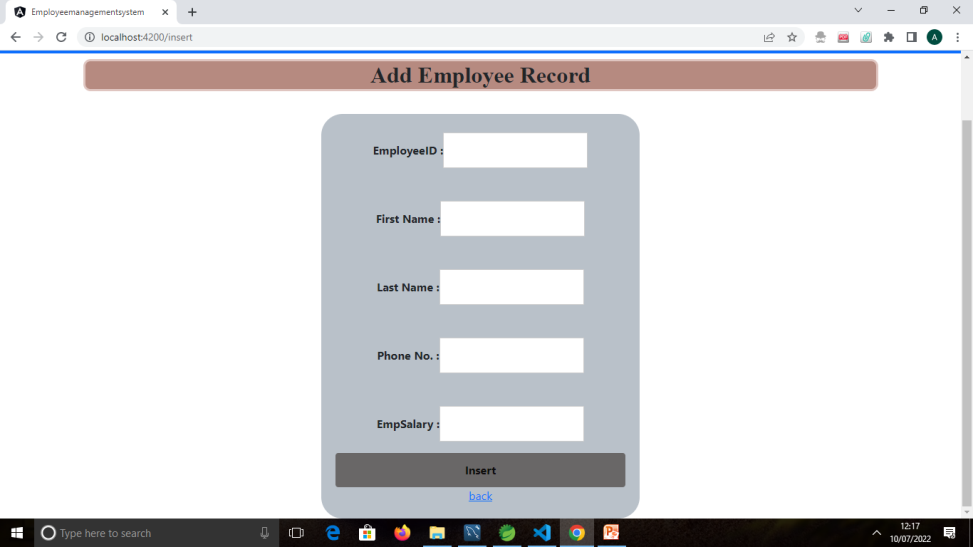 Employeemanagementsystem
localhost:4200/insert
A
Add Employee Record
EmployeeID :
First Name :
Last Name :
Phone No. :
EmpSalary :
Insert
back
Type here to search
12:17
10/07/2022